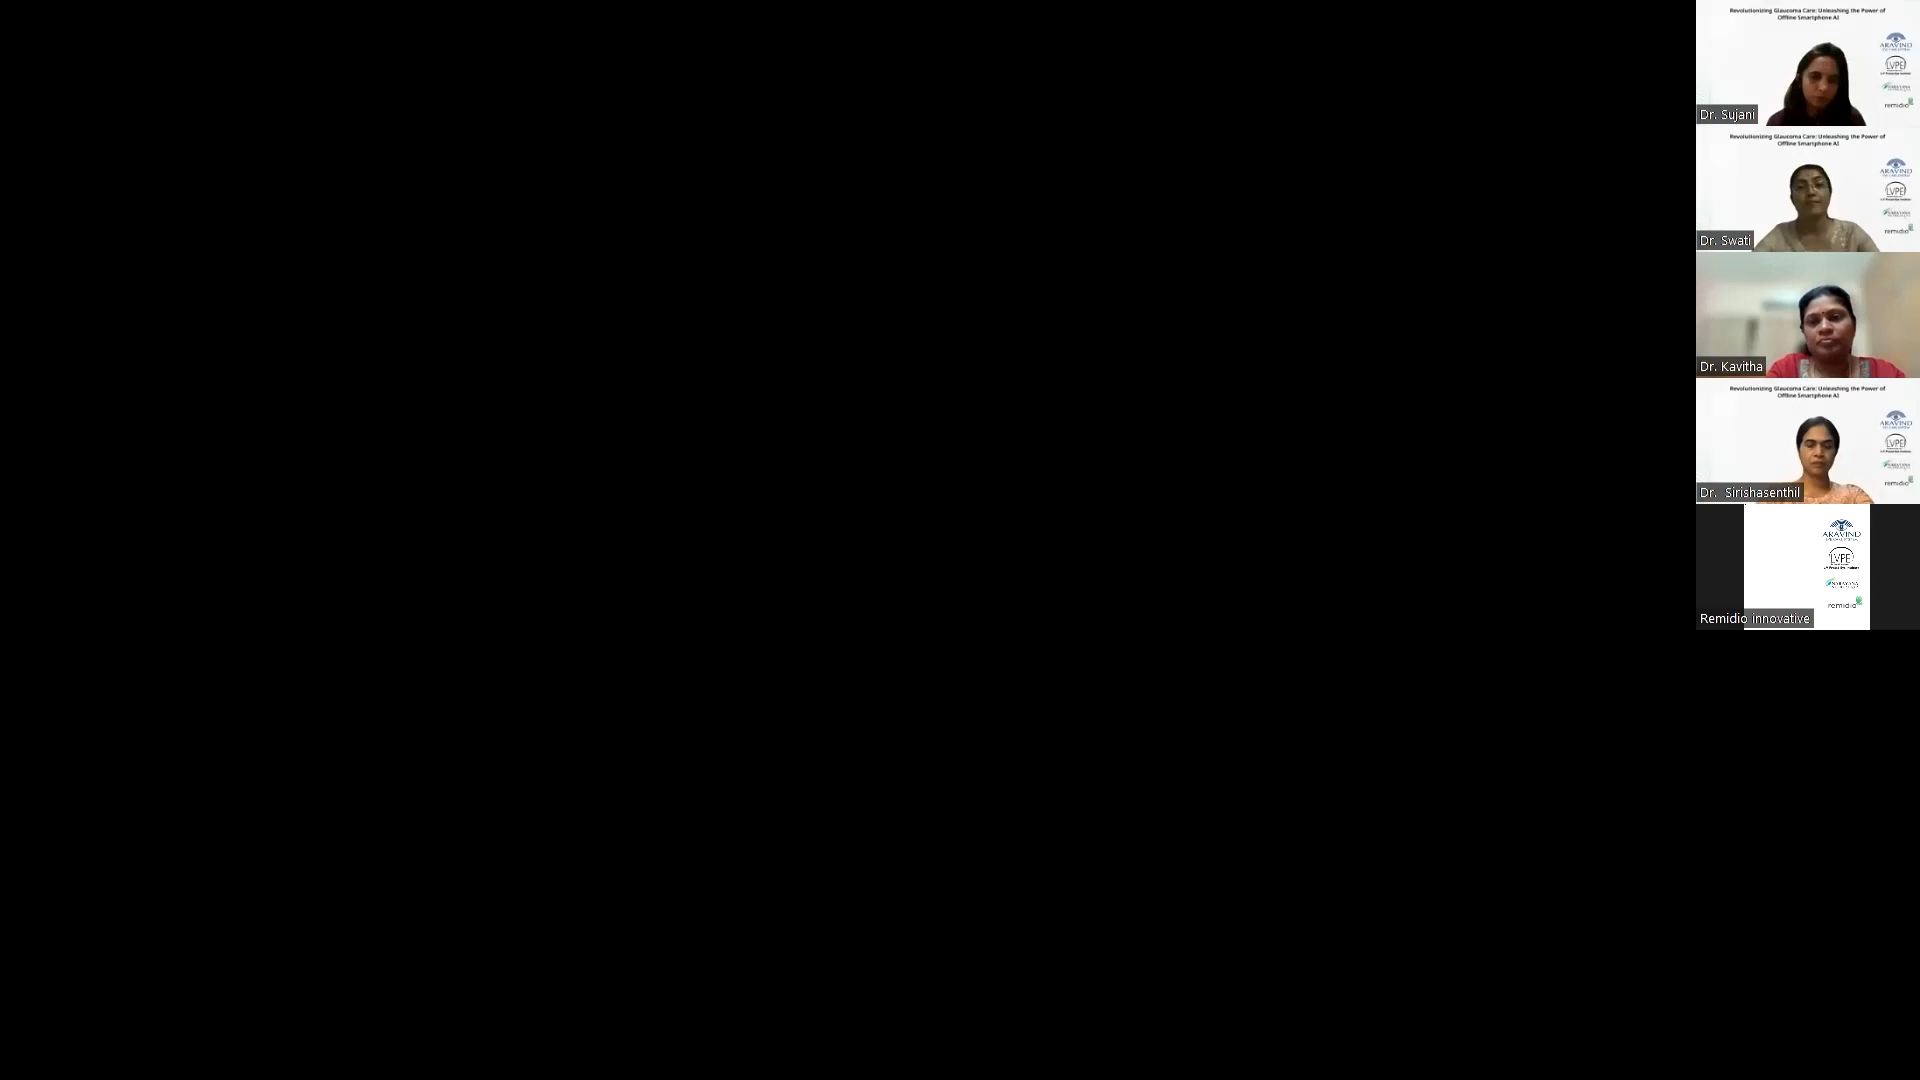 Revolutionizing Glaucoma Care: Unleashing the Power of
Offline Smartphone AI
ARAVIND
LVPEI
remidio
Dr. Sujani
Revolutionizing Glaucoma Care: Unleashing the Power of
Offline Smartphone AI
ARAVIND
LVPEI
remidio
Dr. Swati
Dr. Kavitha
Revolutionizing Glaucoma Care: Unleashing the Power of
Offline Smartphone AI
ARAVIND
LVPEI
remidio
Dr. Sirishasenthil
ARAVIND
LVPEI
NARAYANA
remidio
Remidio innovative